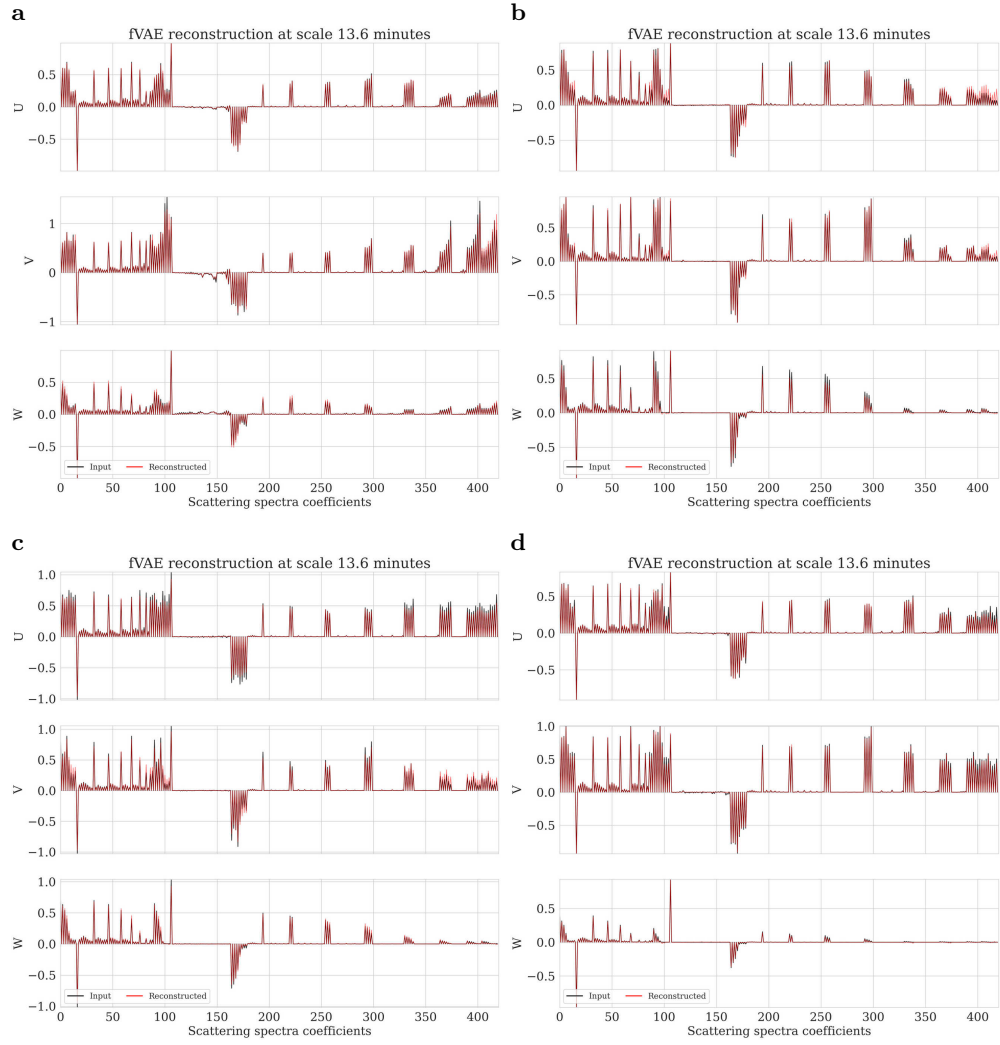 a
fVAE reconstruction at scale 13.6 minutes
0.5
0.0
−0.5
U
1
0
−1
V
0.5
0.0
−0.5
W
Input Reconstructed
0 50 100 150 200 250 300 350 400
Scattering spectra coefficients
b
fVAE reconstruction at scale 13.6 minutes
0.5
0.0
−0.5
U
0.5
0.0
−0.5
V
0.5
0.0
−0.5
W
Input Reconstructed
0 50 100 150 200 250 300 350 400
Scattering spectra coefficients
c
fVAE reconstruction at scale 13.6 minutes
1.0
0.5
0.0
−0.5
−1.0
U
1.0
0.5
0.0
−0.5
−1.0
V
1.0
0.5
0.0
−0.5
−1.0
W
Input Reconstructed
0 50 100 150 200 250 300 350 400
Scattering spectra coefficients
d
fVAE reconstruction at scale 13.6 minutes
0.5
0.0
−0.5
U
1.0
0.5
0.0
−0.5
V
0.5
0.0
−0.5
W
Input Reconstructed
0 50 100 150 200 250 300 350 400
Scattering spectra coefficients